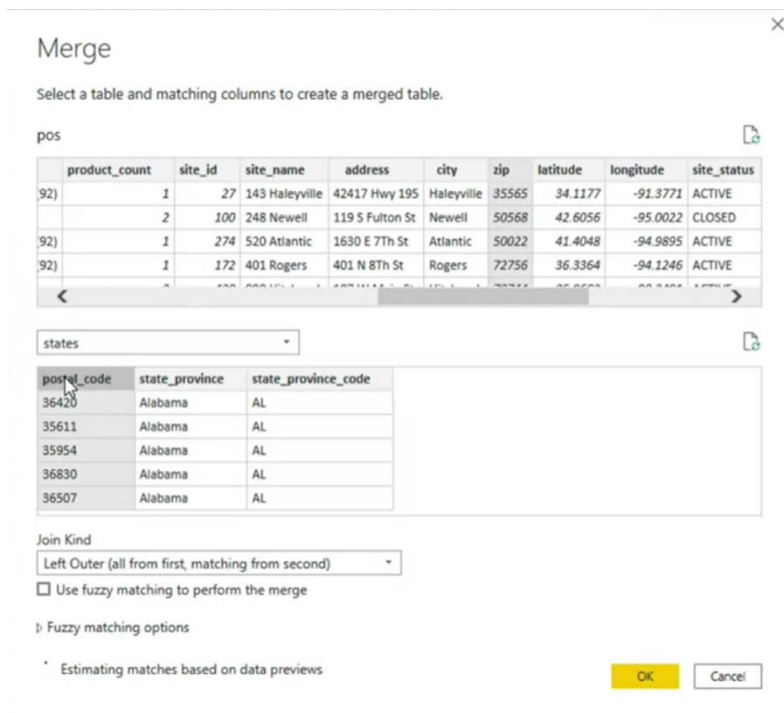 Merge
Select a table and matching columns to create a merged table.
pos
product_count site_id site_name address city zip latitude longitude site_status
92) 1 27 143 Haleyville 42417 Hwy 195 Haleyville 35565 34.1177 -91.3771 ACTIVE
2 100 248 Newell 119 S Fulton St Newell 50568 42.6056 -95.0022 CLOSED
92) 1 274 520 Atlantic 1630 E 7Th St Atlantic 50022 41.4048 -94.9895 ACTIVE
92) 1 172 401 Rogers 401 N 8Th St Rogers 72756 36.3364 -94.1246 ACTIVE
states
postal_code state_province state_province_code
36420 Alabama AL
35611 Alabama AL
35954 Alabama AL
36830 Alabama AL
36507 Alabama AL
Join Kind
Left Outer (all from first, matching from second)
Use fuzzy matching to perform the merge
Fuzzy matching options
Estimating matches based on data previews
OK Cancel